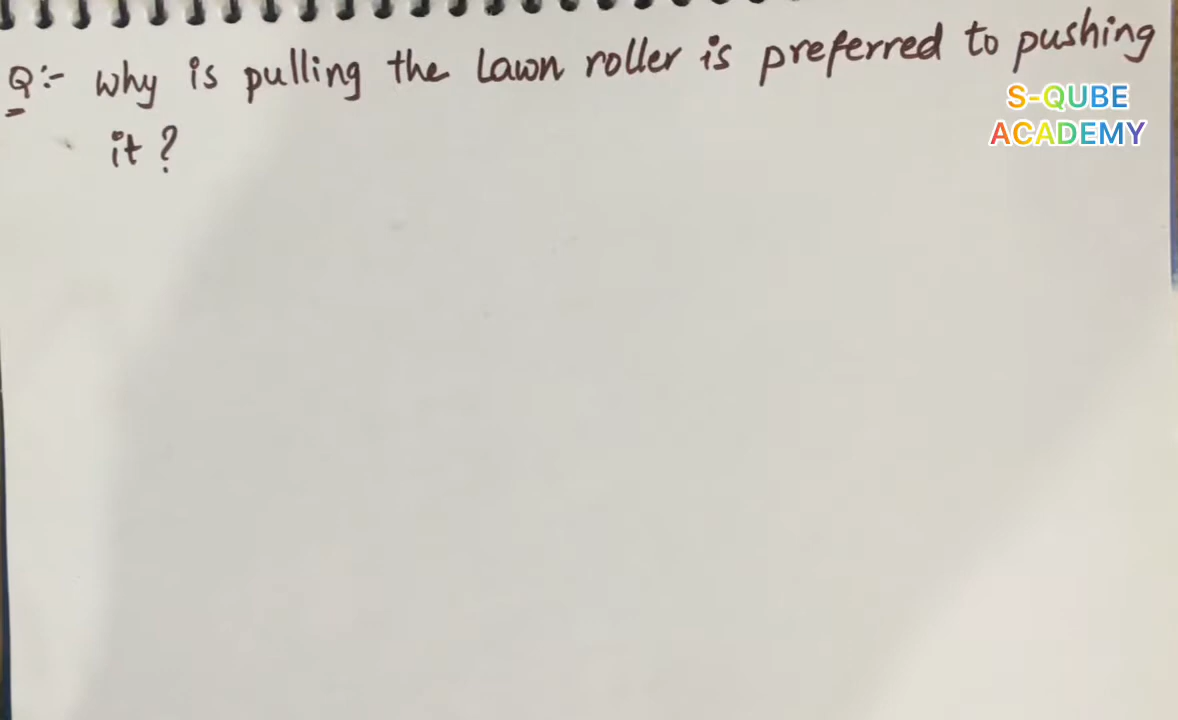 Q:- Why is pulling the lawn roller is preferred to pushing
it ?
S-QUBE
ACADEMY